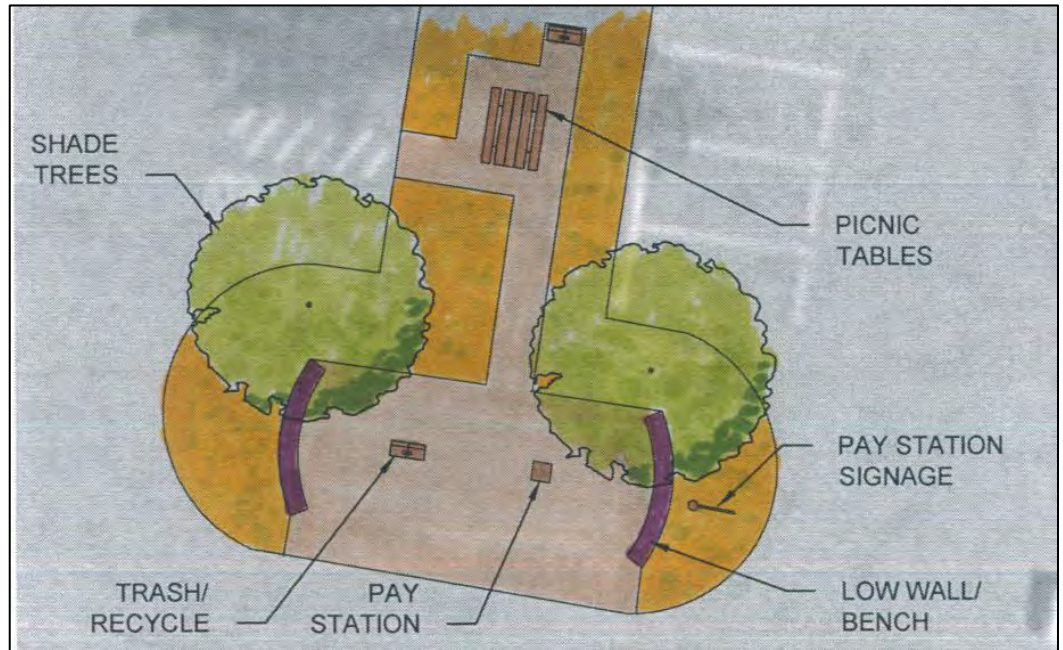 SHADE
TREES
PICNIC
TABLES
PAY STATION
SIGNAGE
TRASH/
RECYCLE
PAY
STATION
LOW WALL/
BENCH